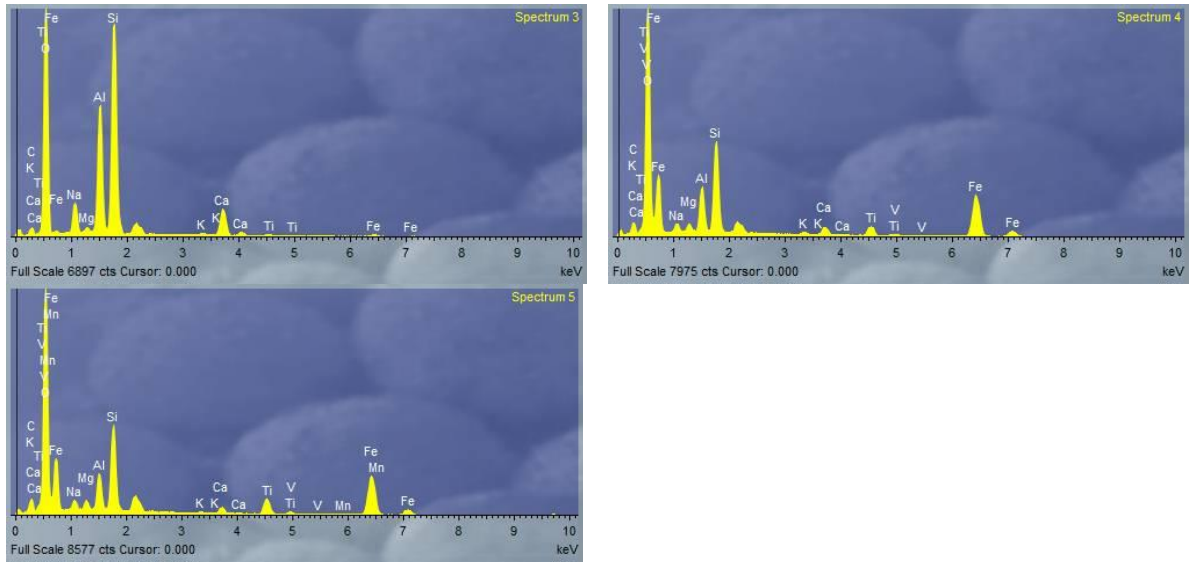 Spectrum 3
Fe
Ti
O
Si
Al
C
K
Ti
Ca Fe Na
Ca Mg
Ca
K K Ca Ti Ti Fe Fe
0 1 2 3 4 5 6 7 8 9 10
Full Scale 6897 cts Cursor: 0.000 keV
Spectrum 4
Fe
Ti
V
V
O
Si
C
K
Ti Fe
Ca Al
Ca Na Mg
Ca V
K K Ca Ti Ti V
Fe
Fe
0 1 2 3 4 5 6 7 8 9 10
Full Scale 7975 cts Cursor: 0.000 keV
Spectrum 5
Fe
Mn
Ti
V
Mn
V
O
Si
C
K Fe
Ti Al
Ca Mg
Ca Na
Ca V
K K Ca Ti Ti V Mn
Fe
Mn
Fe
0 1 2 3 4 5 6 7 8 9 10
Full Scale 8577 cts Cursor: 0.000 keV